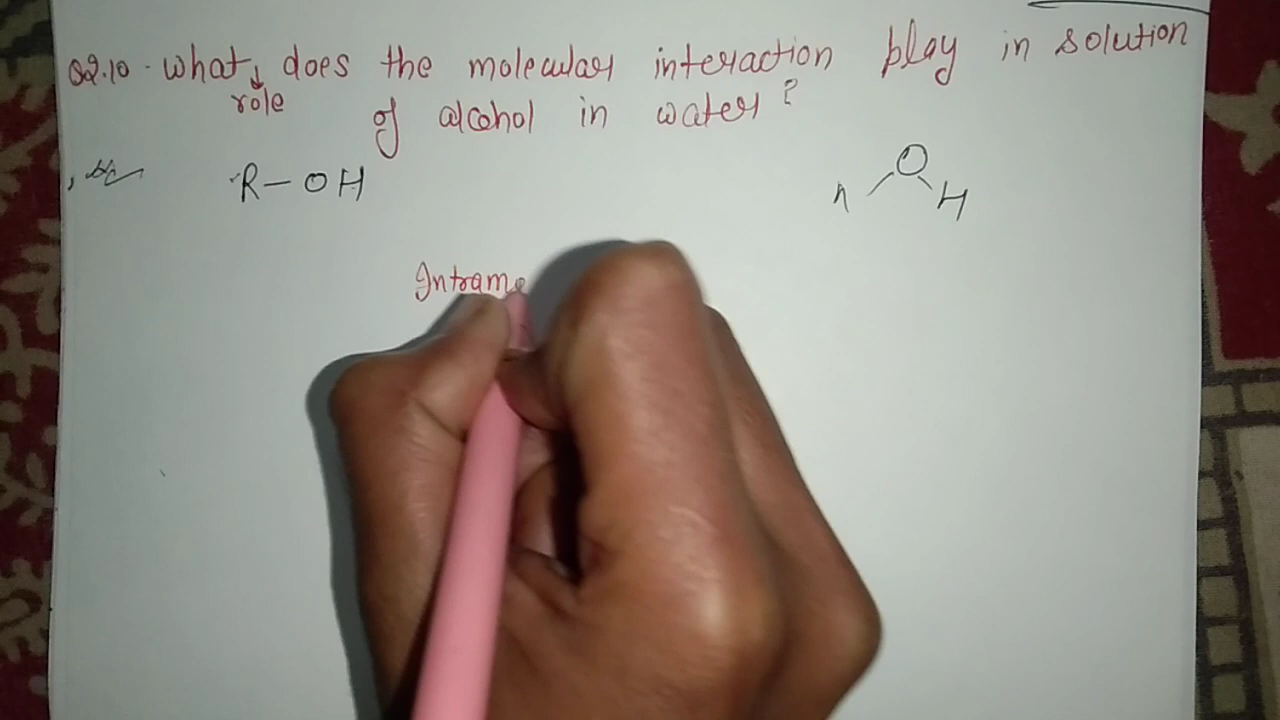 Q2.10 - What does the molecular interaction play in solution
role
of alcohol in water?
R-OH
O
H H
Intramo